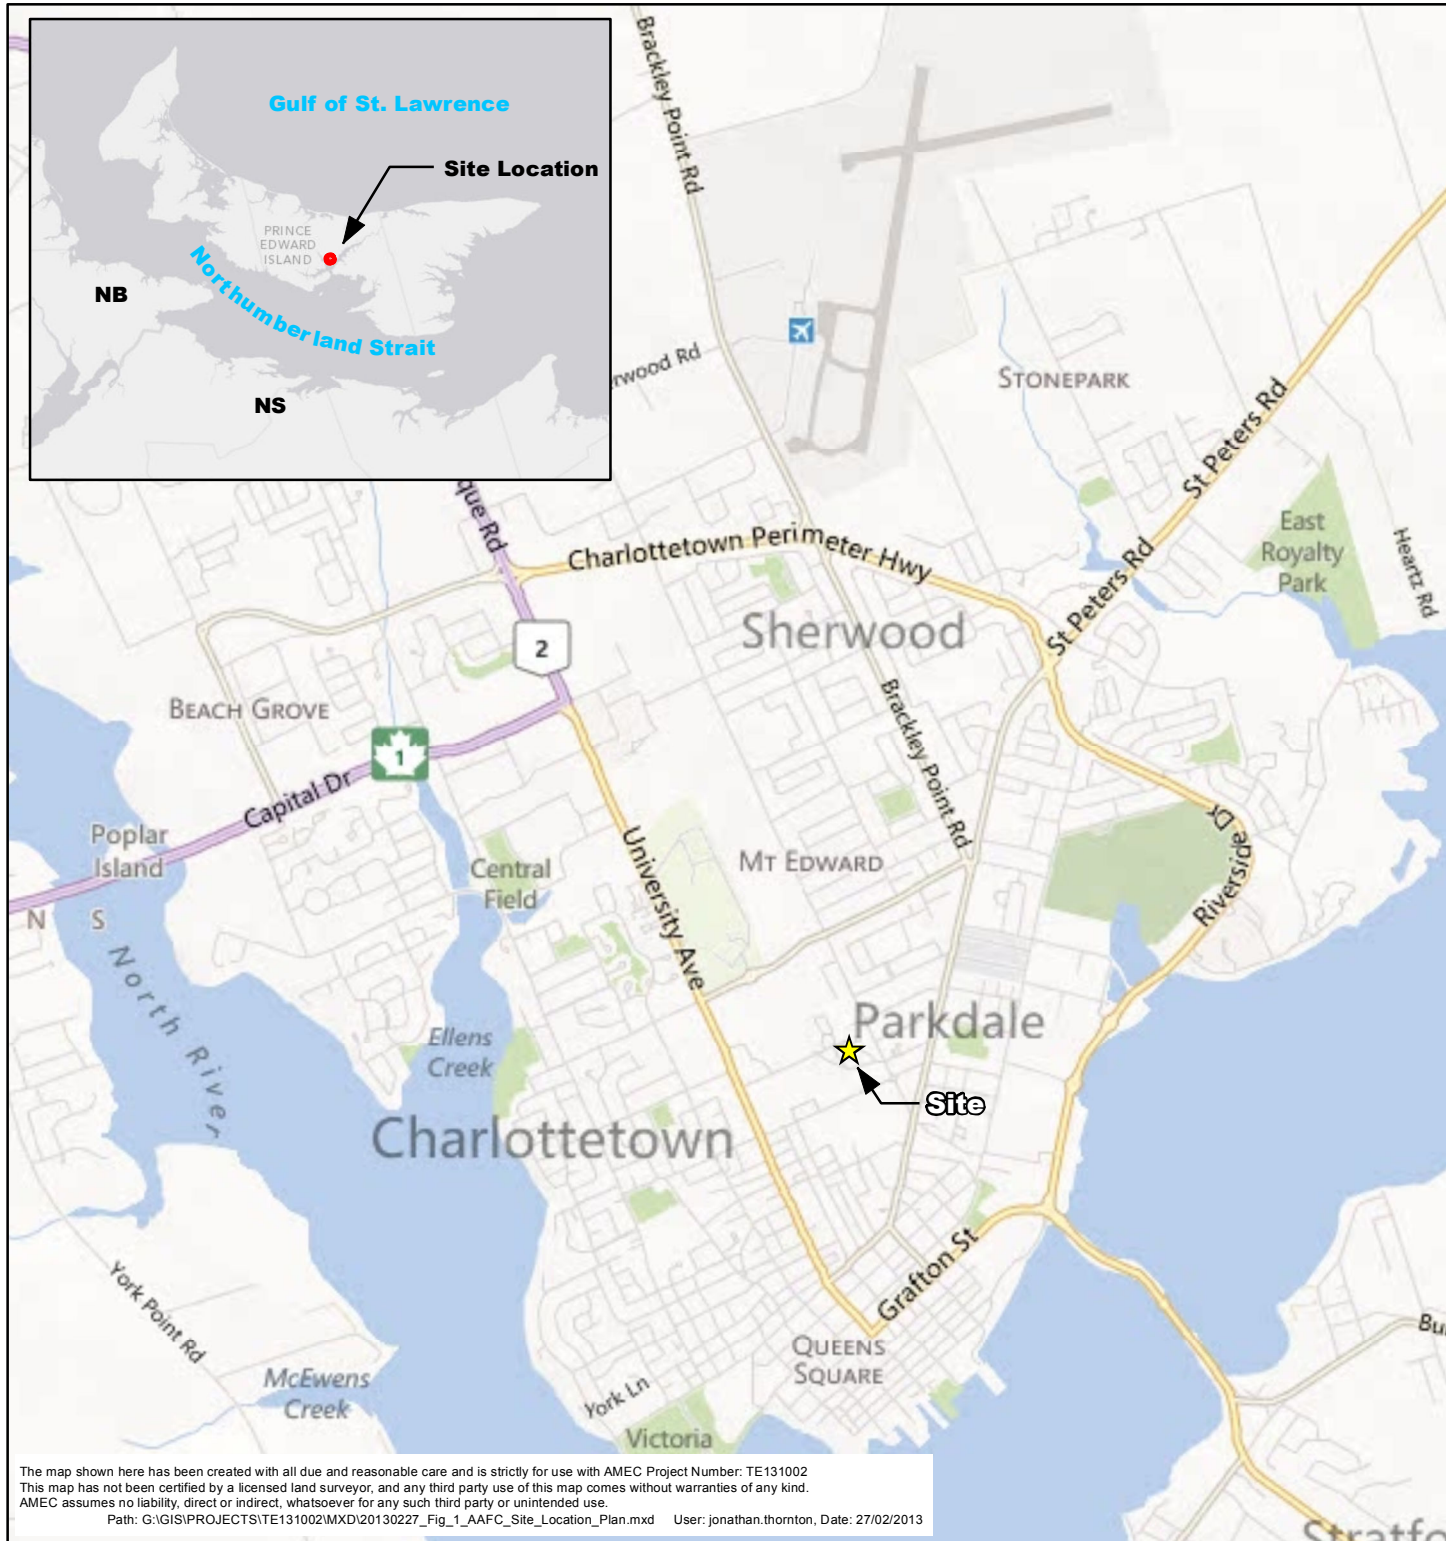 Gulf of St. Lawrence
Site Location
PRINCE
EDWARD
ISLAND
NB
Northumberland Strait
NS
Brackley Point Rd
STONEPARK
St Peters Rd
Charlottetown Perimeter Hwy
St Peters Rd
East
Royalty
Park
Heartz Rd
Sherwood
2
BEACH GROVE
1
Capital Dr
Brackley Point Rd
Poplar
Island
Central
Field
University Ave
MT EDWARD
Riverside Dr
N S
North River
Ellens
Creek
Parkdale
Site
Charlottetown
York Point Rd
Grafton St
QUEENS
SQUARE
McEwens
Creek
York Ln
Victoria
The map shown here has been created with all due and reasonable care and is strictly for use with AMEC Project Number: TE131002
This map has not been certified by a licensed land surveyor, and any third party use of this map comes without warranties of any kind.
AMEC assumes no liability, direct or indirect, whatsoever for any such third party or unintended use.
Path: G:\GIS\PROJECTS\TE131002\MXD\20130227_Fig_1_AAFC_Site_Location_Plan.mxd User: jonathan.thornton, Date: 27/02/2013